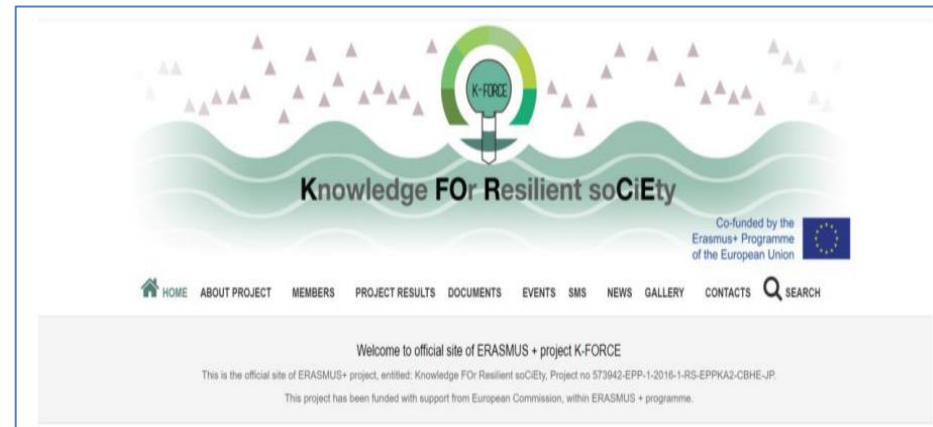 K-FORCE
Knowledge FOr Resilient soCiEty
Co-funded by the
Erasmus+ Programme
of the European Union
HOME ABOUT PROJECT MEMBERS PROJECT RESULTS DOCUMENTS EVENTS SMS NEWS GALLERY CONTACTS SEARCH
Welcome to official site of ERASMUS + project K-FORCE
This is the official site of ERASMUS+ project, entitled: Knowledge FOr Resilient soCiEty, Project no 573942-EPP-1-2016-1-RS-EPPKA2-CBHE-JP.
This project has been funded with support from European Commission, within ERASMUS + programme.